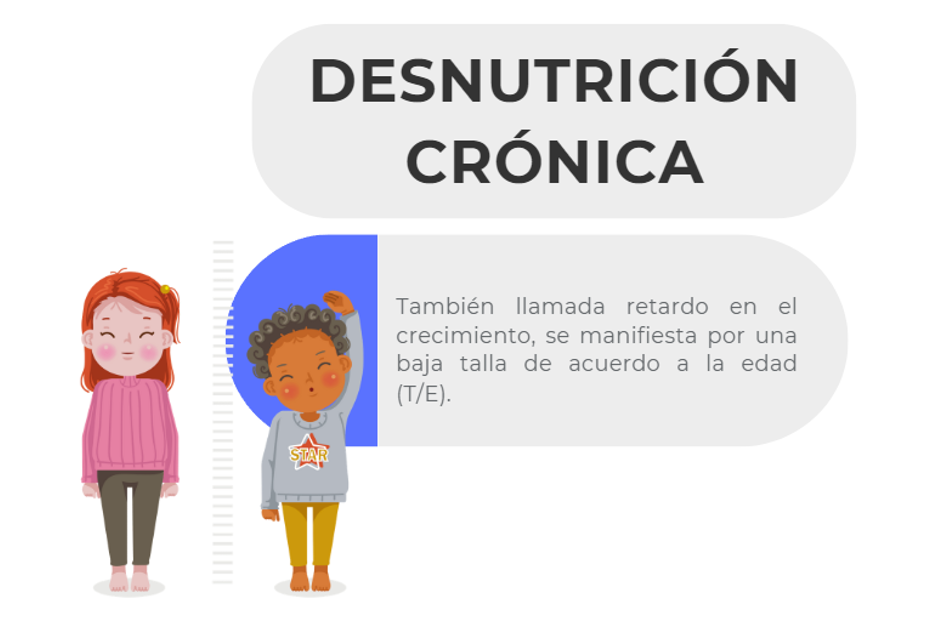 DESNUTRICIÓN
CRÓNICA
También llamada retardo en el
crecimiento, se manifiesta por una
baja talla de acuerdo a la edad
(T/E).
STAR